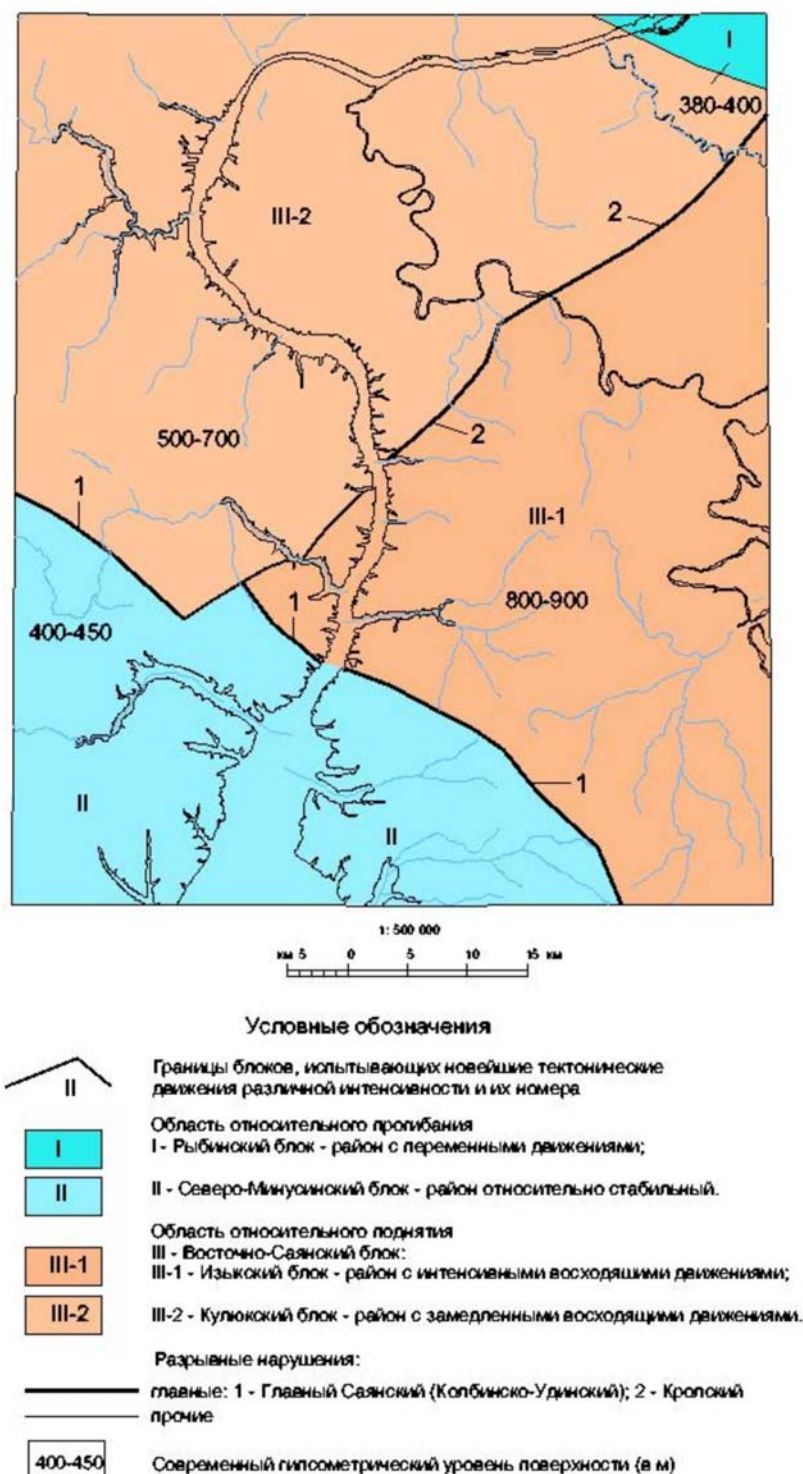 I
380-400
III-2
2
2
500-700
1
III-1
800-900
400-450
1
1
II
II
1: 500 000
км 5 0 5 10 15 км
Условные обозначения
II
Границы блоков, испытывающих новейшие тектонические
движения различной интенсивности и их номера
Область относительного прогибания
I
I - Рыбинский блок - район с переменными движениями;
II
II - Северо-Минусинский блок - район относительно стабильный.
Область относительного поднятия
III - Восточно-Саянский блок:
III-1
III-1 - Изыкский блок - район с интенсивными восходящими движениями;
III-2
III-2 - Кулюкский блок - район с замедленными восходящими движениями.
Разрывные нарушения:
главные: 1 - Главный Саянский (Колбинско-Удинский); 2 - Кропский
прочие
400-450
Современный гипсометрический уровень поверхности (в м)